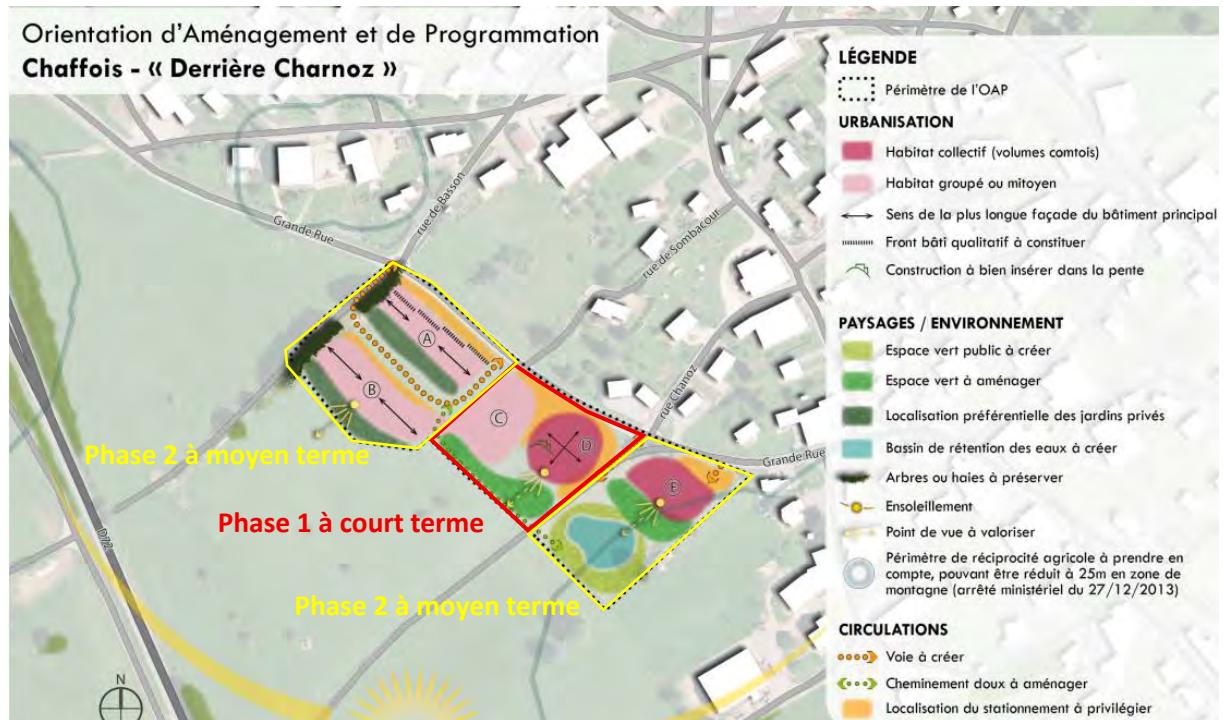 Orientation d'Aménagement et de Programmation
Chaffois - « Derrière Charnoz »
Grande Rue
rue de Basson
rue de Sombacour
rue Chanoz
Grande Rue
D72
A
B
C
D
E
Phase 2 à moyen terme
Phase 1 à court terme
Phase 2 à moyen terme
N
LÉGENDE
Périmètre de l'OAP
URBANISATION
Habitat collectif (volumes comtois)
Habitat groupé ou mitoyen
Sens de la plus longue façade du bâtiment principal
Front bâti qualitatif à constituer
Construction à bien insérer dans la pente
PAYSAGES / ENVIRONNEMENT
Espace vert public à créer
Espace vert à aménager
Localisation préférentielle des jardins privés
Bassin de rétention des eaux à créer
Arbres ou haies à préserver
Ensoleillement
Point de vue à valoriser
Périmètre de réciprocité agricole à prendre en
compte, pouvant être réduit à 25m en zone de
montagne (arrêté ministériel du 27/12/2013)
CIRCULATIONS
Voie à créer
Cheminement doux à aménager
Localisation du stationnement à privilégier